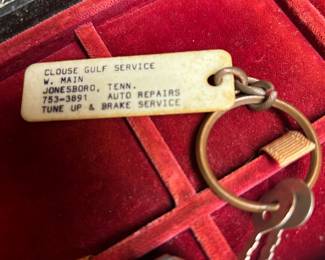 CLOUSE GULF SERVICE
W. MAIN
JONESBORO, TENN.
753-3891 AUTO REPAIRS
TUNE UP & BRAKE SERVICE